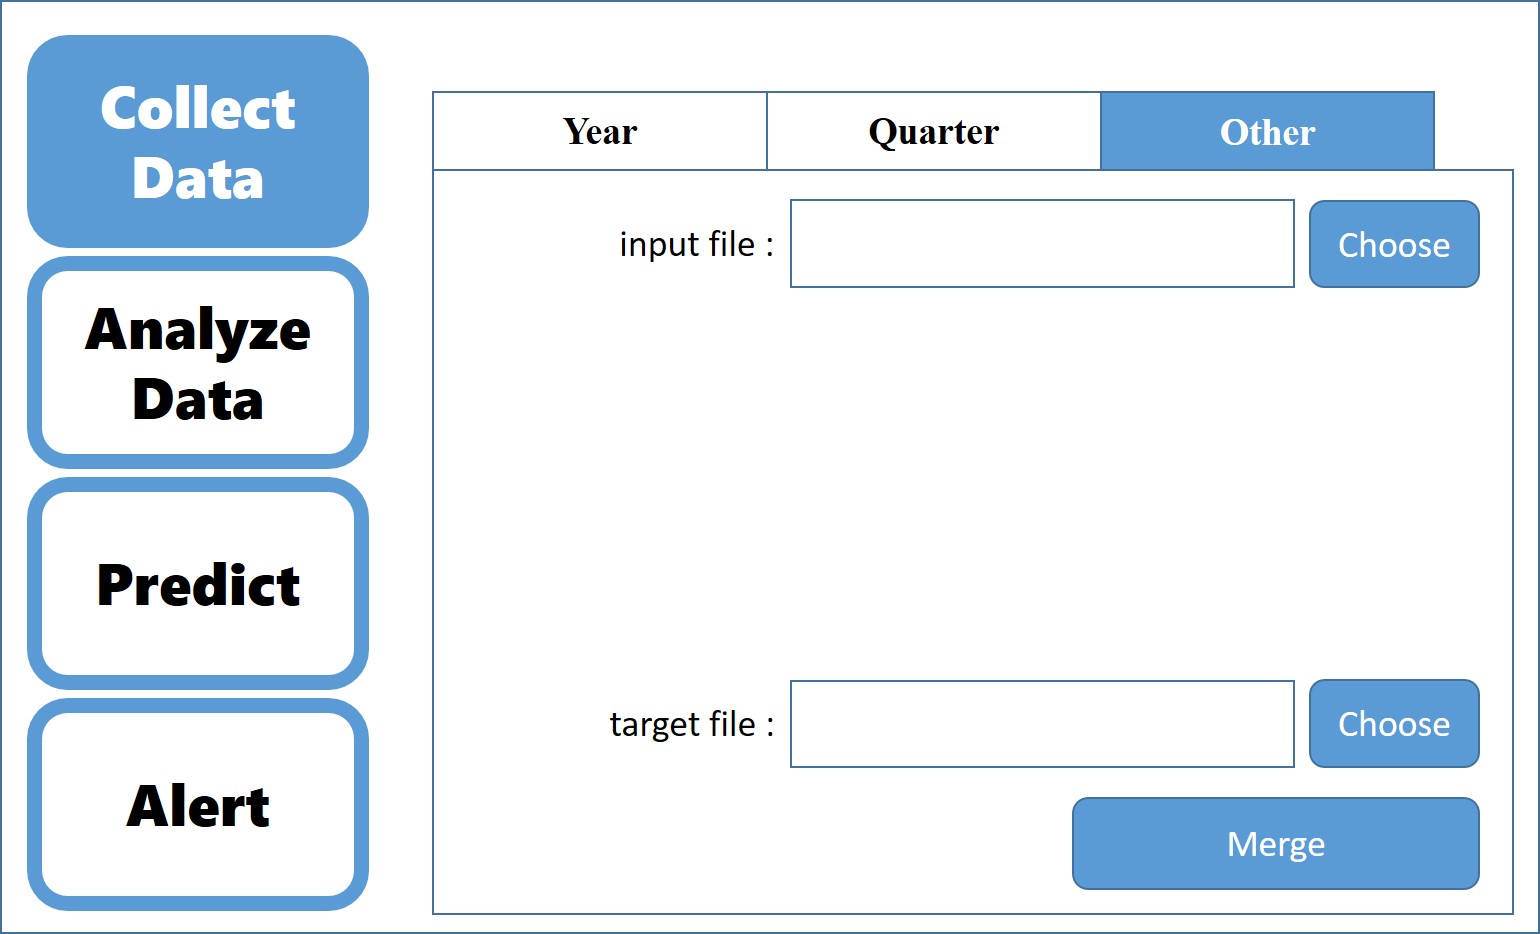 Collect
Data
Analyze
Data
Predict
Alert
Year
Quarter
Other
input file :
Choose
target file :
Choose
Merge